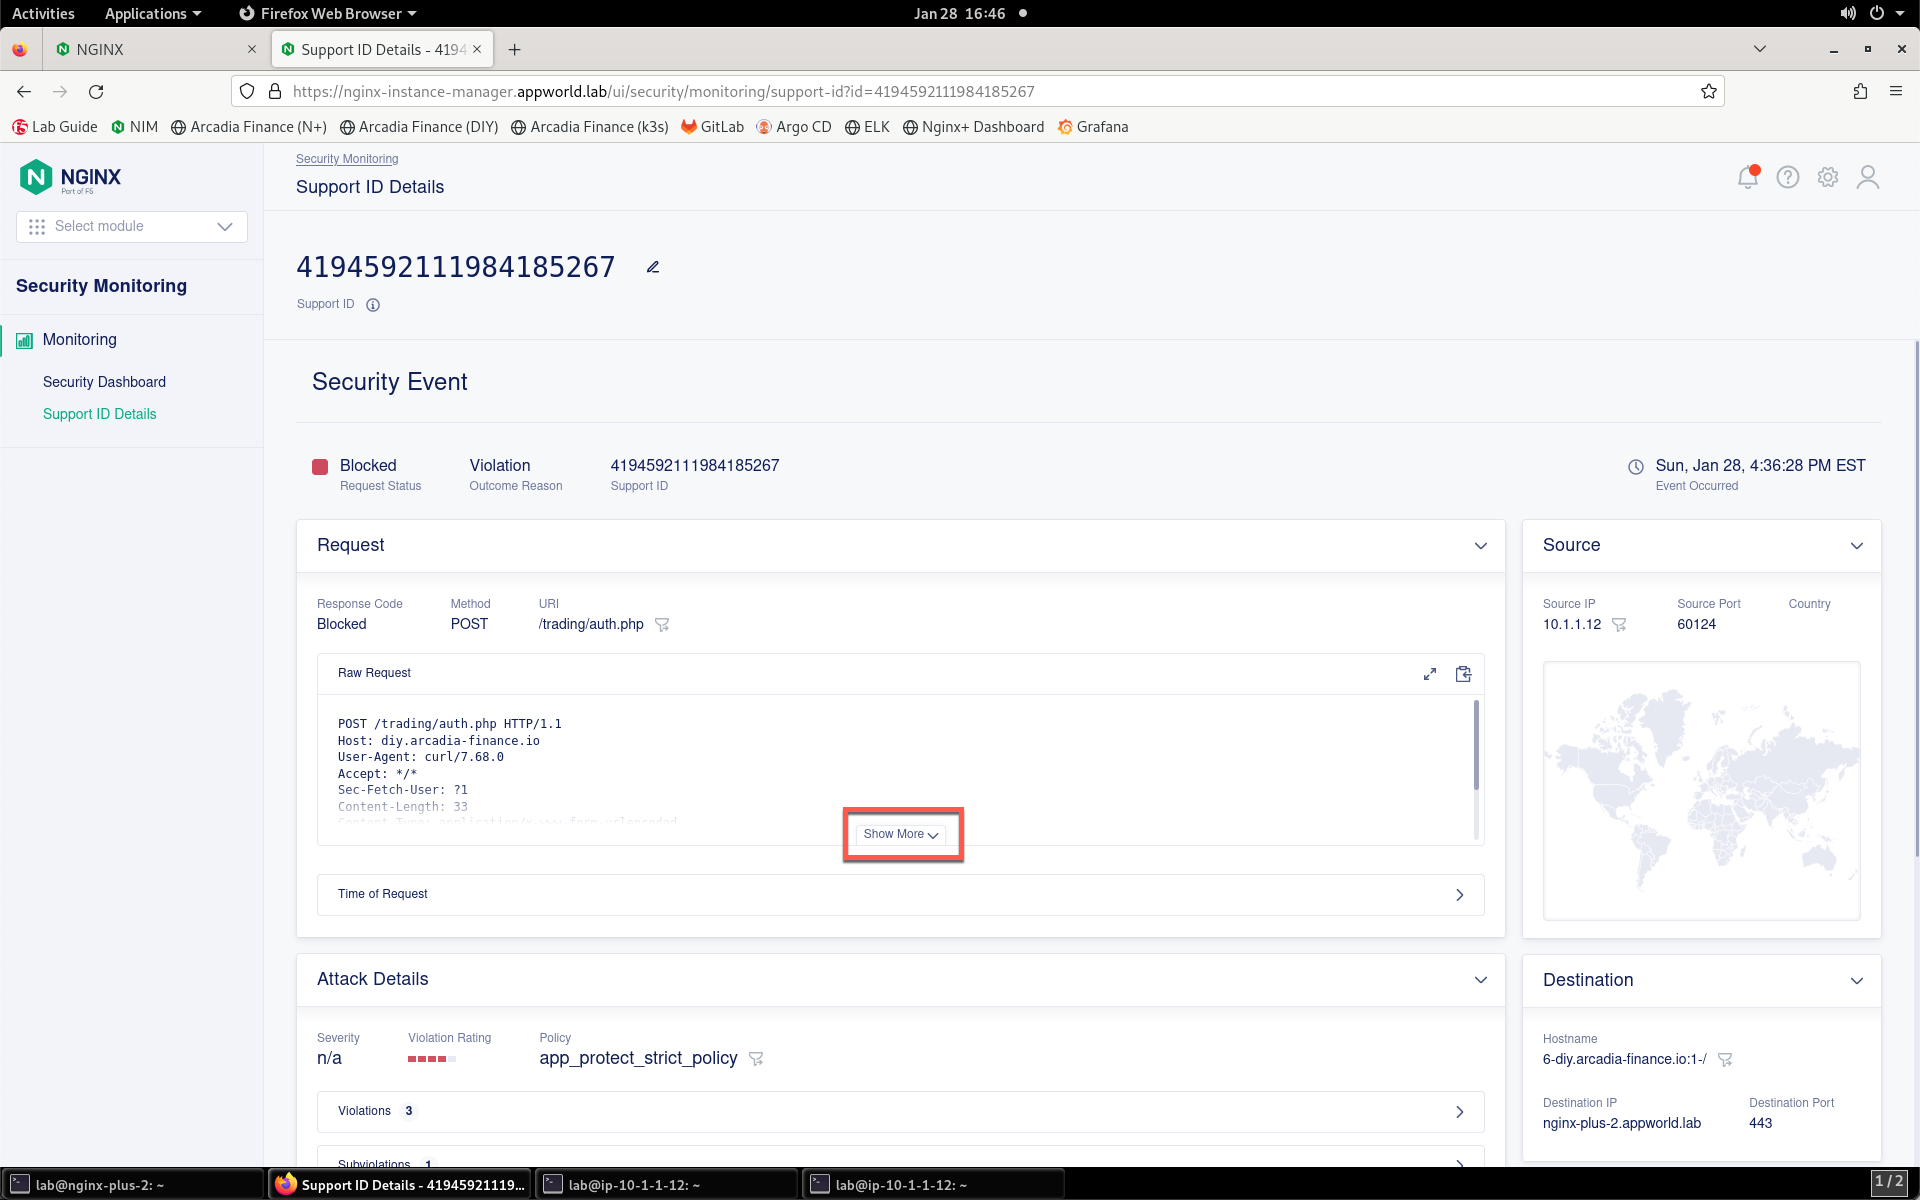 Activities Applications Firefox Web Browser Jan 28 16:46
NGINX
Support ID Details - 4194
https://nginx-instance-manager.appworld.lab/ui/security/monitoring/support-id?id=4194592111984185267
Lab Guide NIM Arcadia Finance (N+) Arcadia Finance (DIY) Arcadia Finance (k3s) GitLab Argo CD ELK Nginx+ Dashboard Grafana
NGINX
Part of F5
Select module
Security Monitoring
Monitoring
Security Dashboard
Support ID Details
Security Monitoring
Support ID Details
4194592111984185267
Support ID
Security Event
Blocked
Request Status
Violation
Outcome Reason
4194592111984185267
Support ID
Sun, Jan 28, 4:36:28 PM EST
Event Occurred
Request
Response Code Method URI
Blocked POST /trading/auth.php
Raw Request
POST /trading/auth.php HTTP/1.1
Host: diy.arcadia-finance.io
User-Agent: curl/7.68.0
Accept: */*
Sec-Fetch-User: ?1
Content-Length: 33
Content-Type: application/x-www-form-urlencoded
Show More
Time of Request
Source
Source IP Source Port Country
10.1.1.12 60124
Attack Details
Severity Violation Rating Policy
n/a app_protect_strict_policy
Violations 3
Subviolations 1
Destination
Hostname
6-diy.arcadia-finance.io:1-/
Destination IP Destination Port
nginx-plus-2.appworld.lab 443
lab@nginx-plus-2: ~
Support ID Details - 41945921119...
lab@ip-10-1-1-12: ~
lab@ip-10-1-1-12: ~
1 / 2